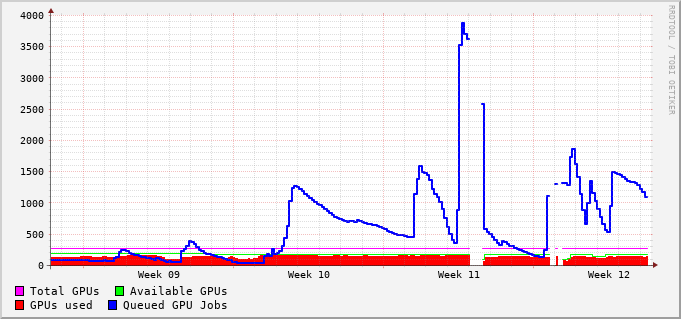 4000
3500
3000
2500
2000
1500
1000
500
0
Week 09 Week 10 Week 11 Week 12
Total GPUs Available GPUs
GPUs used Queued GPU Jobs
RRDTOOL / TOBI OETIKER